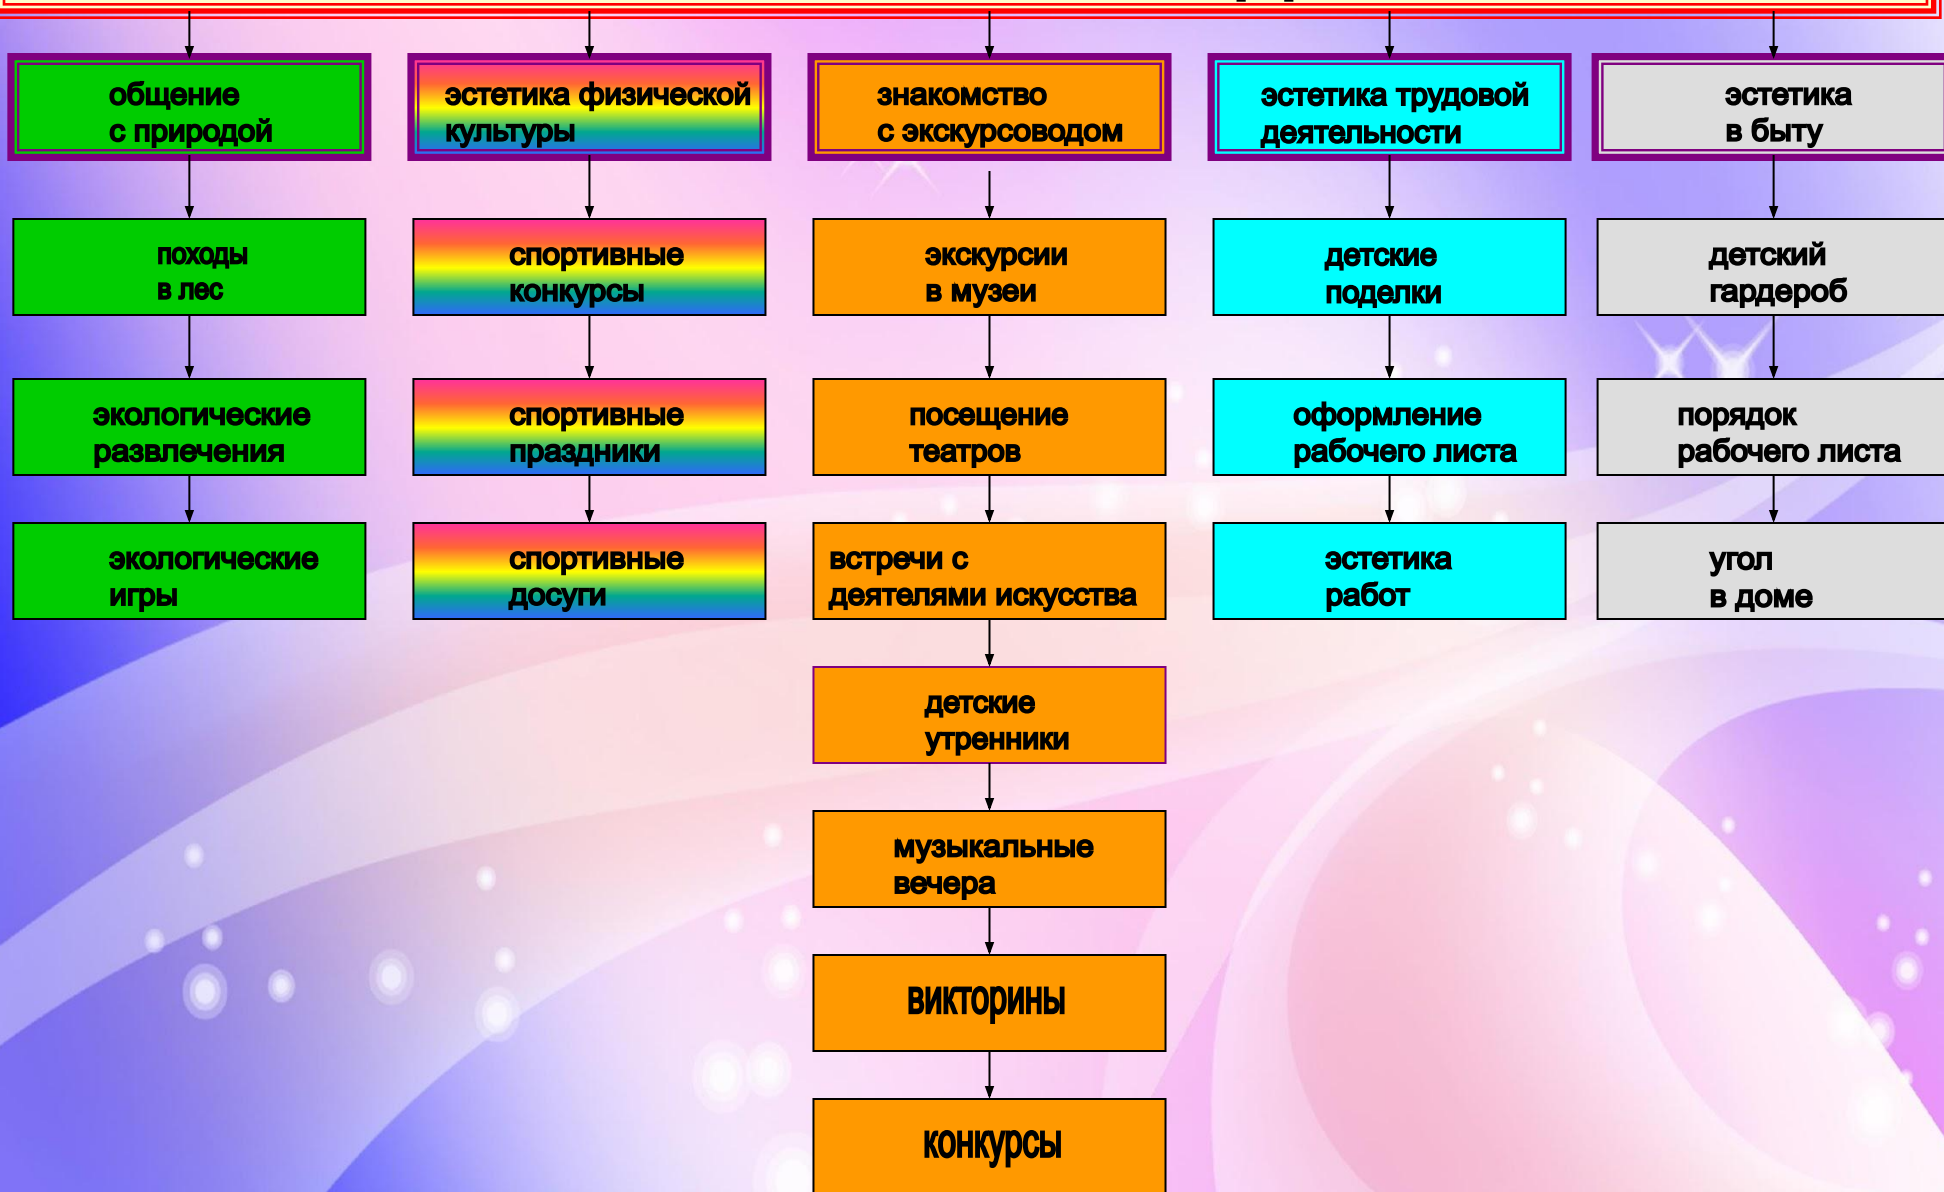 общение
с природой
эстетика физической
культуры
знакомство
с экскурсоводом
эстетика трудовой
деятельности
эстетика
в быту
походы
в лес
спортивные
конкурсы
экскурсии
в музеи
детские
поделки
детский
гардероб
экологические
развлечения
спортивные
праздники
посещение
театров
оформление
рабочего листа
порядок
рабочего листа
экологические
игры
спортивные
досуги
встречи с
деятелями искусства
эстетика
работ
угол
в доме
детские
утренники
музыкальные
вечера
викторины
конкурсы